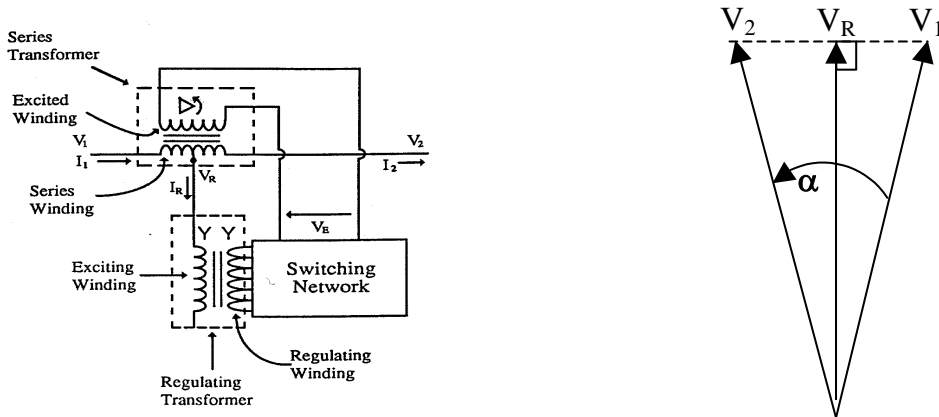 Series
Transformer
Excited
Winding
V1
I1
V2
I2
Series
Winding
IR
VR
VE
Y Y
Exciting
Winding
Switching
Network
Regulating
Winding
Regulating
Transformer
V2 VR V1
α